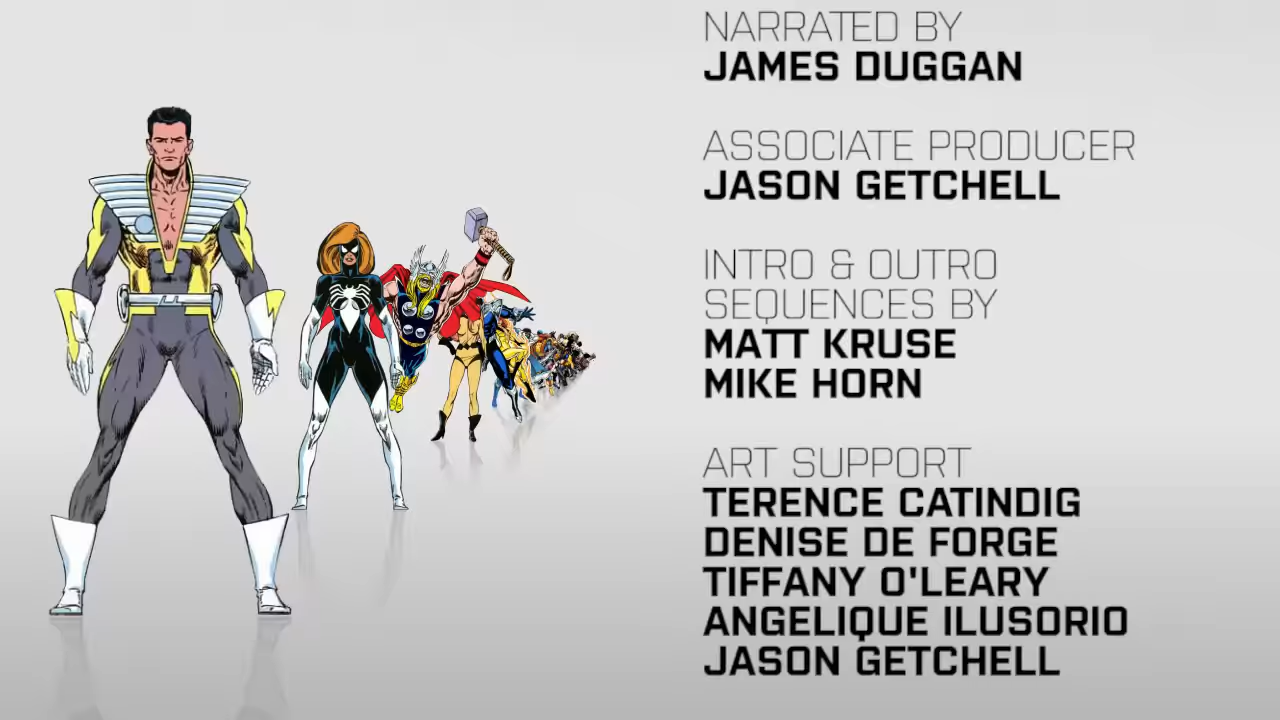 NARRATED BY
JAMES DUGGAN
ASSOCIATE PRODUCER
JASON GETCHELL
INTRO & OUTRO
SEQUENCES BY
MATT KRUSE
MIKE HORN
ART SUPPORT
TERENCE CATINDIG
DENISE DE FORGE
TIFFANY O'LEARY
ANGELIQUE ILUSORIO
JASON GETCHELL